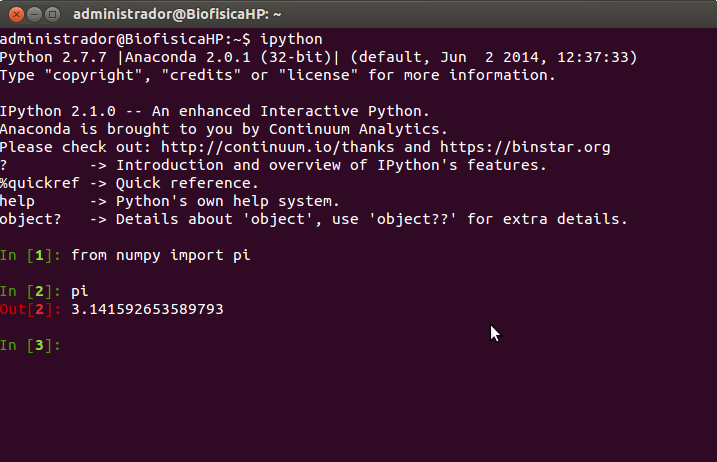 administrador@BiofisicaHP: ~
administrador@BiofisicaHP:~$ ipython
Python 2.7.7 |Anaconda 2.0.1 (32-bit)| (default, Jun  2 2014, 12:37:33)
Type "copyright", "credits" or "license" for more information.
IPython 2.1.0 -- An enhanced Interactive Python.
Anaconda is brought to you by Continuum Analytics.
Please check out: http://continuum.io/thanks and https://binstar.org
?         -> Introduction and overview of IPython's features.
%quickref -> Quick reference.
help      -> Python's own help system.
object?   -> Details about 'object', use 'object??' for extra details.
In [1]: from numpy import pi
In [2]: pi
Out[2]: 3.141592653589793
In [3]: